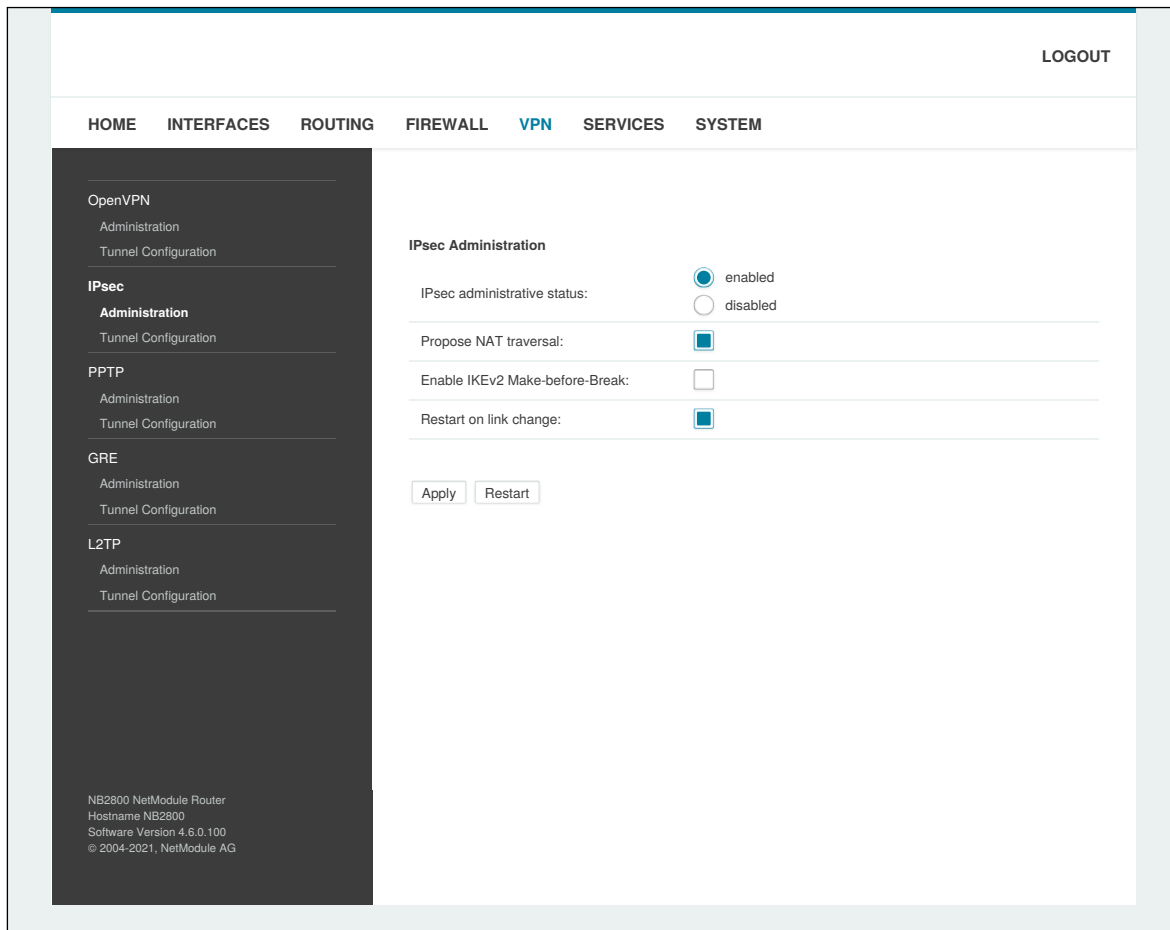 LOGOUT
HOME INTERFACES ROUTING FIREWALL VPN SERVICES SYSTEM
OpenVPN
Administration
Tunnel Configuration
IPsec
Administration
Tunnel Configuration
PPTP
Administration
Tunnel Configuration
GRE
Administration
Tunnel Configuration
L2TP
Administration
Tunnel Configuration
NB2800 NetModule Router
Hostname NB2800
Software Version 4.6.0.100
© 2004-2021, NetModule AG
IPsec Administration
IPsec administrative status:
enabled
disabled
Propose NAT traversal:
Enable IKEv2 Make-before-Break:
Restart on link change:
Apply Restart